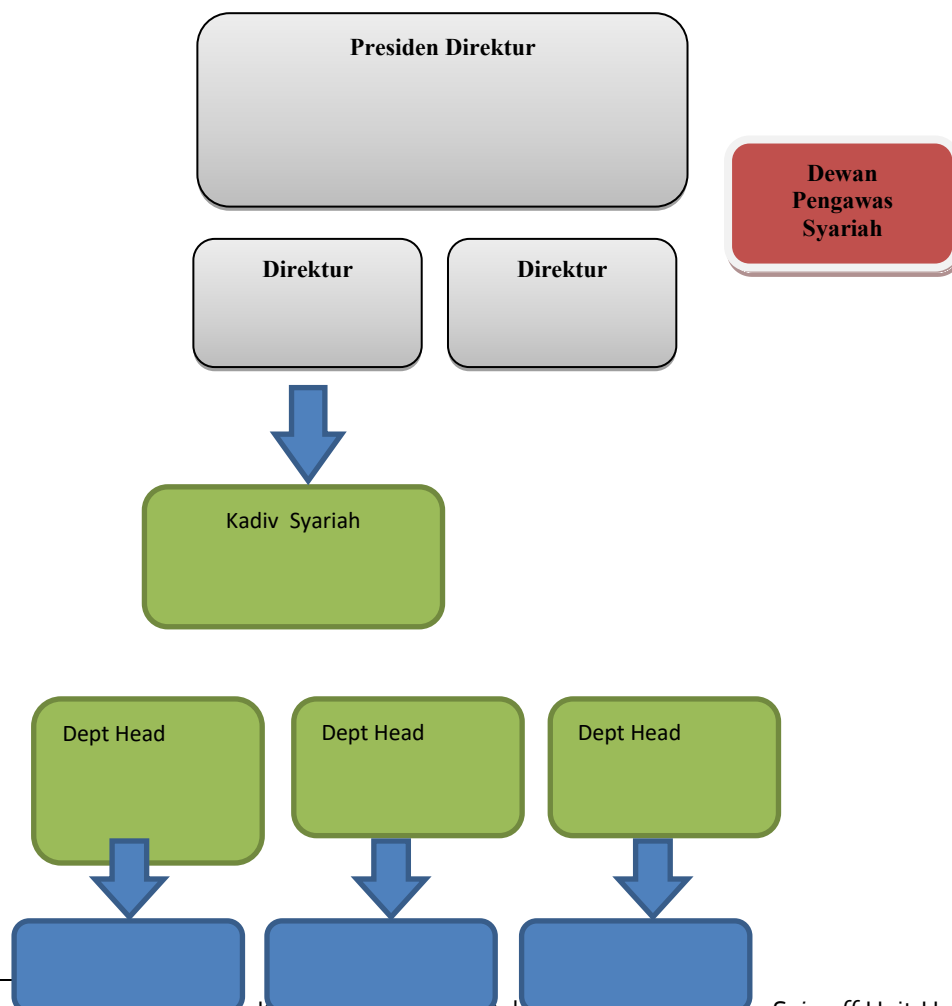 Presiden Direktur
Dewan
Pengawas
Syariah
Direktur
Direktur
Kadiv Syariah
Dept Head
Dept Head
Dept Head